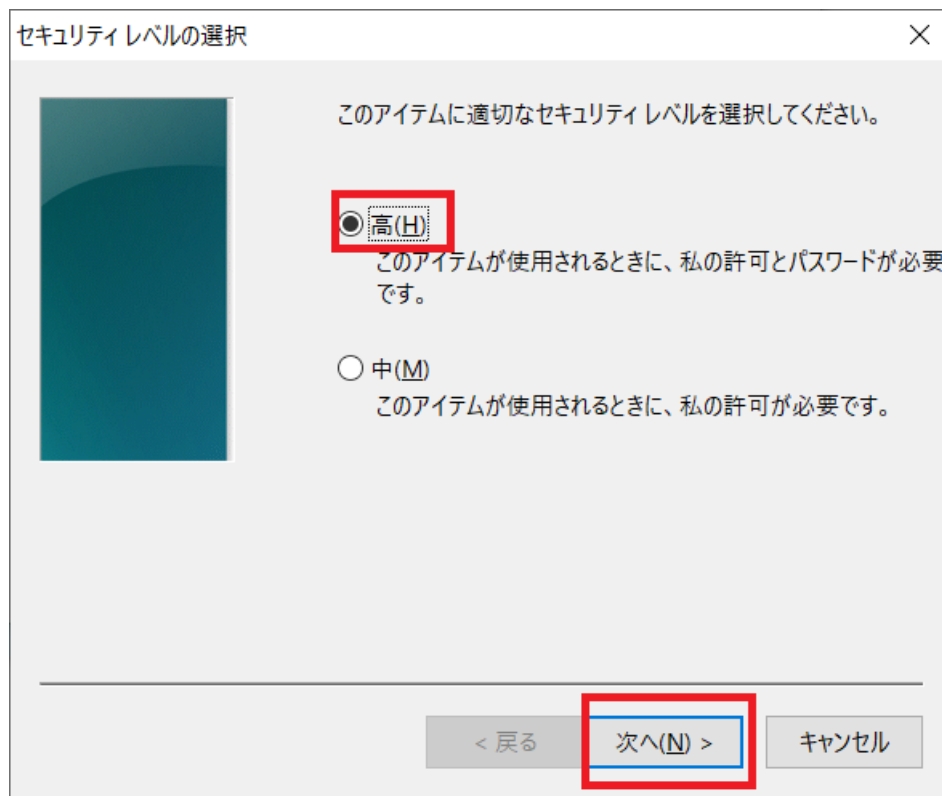 セキュリティ レベルの選択
このアイテムに適切なセキュリティ レベルを選択してください。
高(H)
このアイテムが使用されるときに、私の許可とパスワードが必要
です。
中(M)
このアイテムが使用されるときに、私の許可が必要です。
< 戻る 次へ(N) > キャンセル